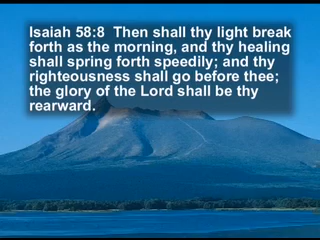 Isaiah 58:8  Then shall thy light break
forth as the morning, and thy healing
shall spring forth speedily; and thy
righteousness shall go before thee;
the glory of the Lord shall be thy
rearward.